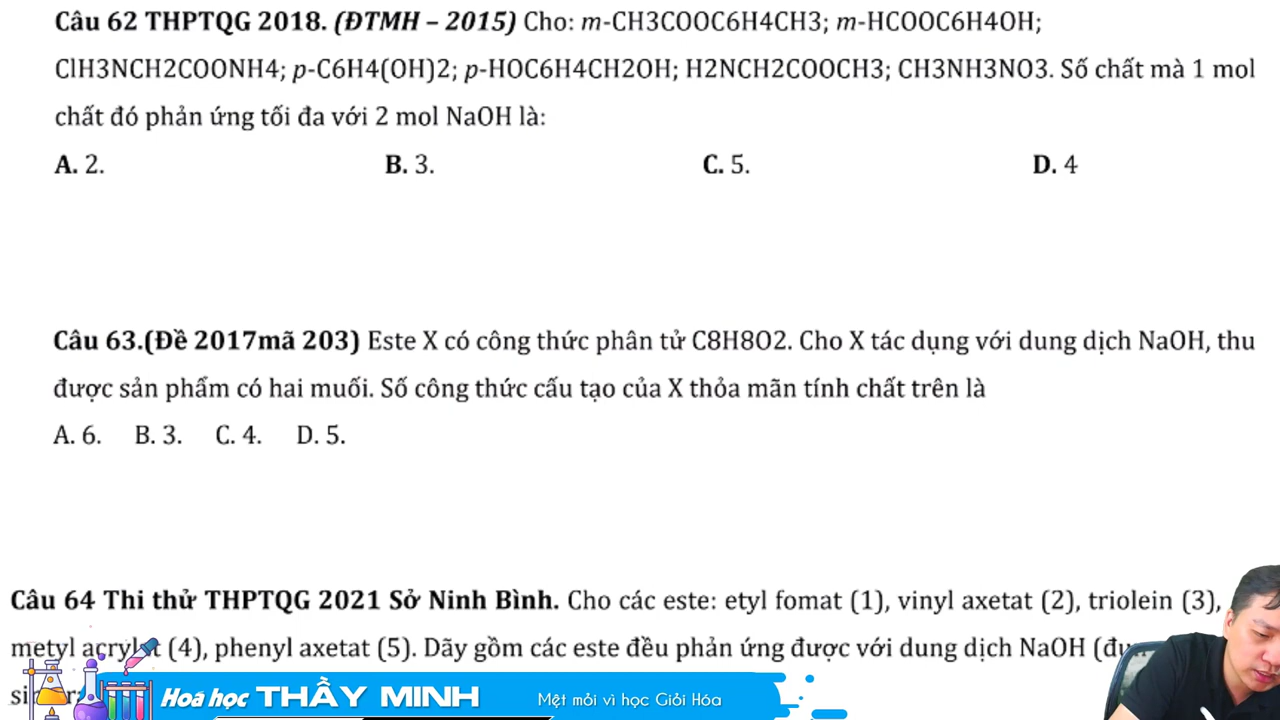 Câu 62 THPTQG 2018. (ĐTMH – 2015) Cho: m-CH3COOC6H4CH3; m-HCOOC6H4OH;
ClH3NCH2COONH4; p-C6H4(OH)2; p-HOC6H4CH2OH; H2NCH2COOCH3; CH3NH3NO3. Số chất mà 1 mol
chất đó phản ứng tối đa với 2 mol NaOH là:
A. 2. B. 3. C. 5. D. 4
Câu 63.(Đề 2017mã 203) Este X có công thức phân tử C8H8O2. Cho X tác dụng với dung dịch NaOH, thu
được sản phẩm có hai muối. Số công thức cấu tạo của X thỏa mãn tính chất trên là
A. 6. B. 3. C. 4. D. 5.
Câu 64 Thi thử THPTQG 2021 Sở Ninh Bình. Cho các este: etyl fomat (1), vinyl axetat (2), triolein (3),
metyl (4), phenyl axetat (5). Dãy gồm các este đều phản ứng được với dung dịch NaOH
Hoá học THẦY MINH Mệt mỏi vì học Giỏi Hóa